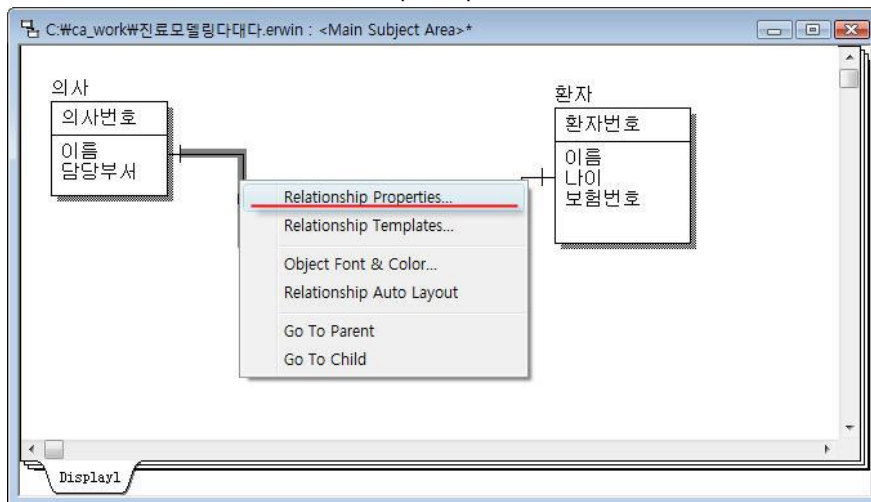 C:₩ca_work₩진료모델링다대다.erwin : <Main Subject Area>*
의사
의사번호
이름
담당부서
환자
환자번호
이름
나이
보험번호
Relationship Properties...
Relationship Templates...
Object Font & Color...
Relationship Auto Layout
Go To Parent
Go To Child
Display1